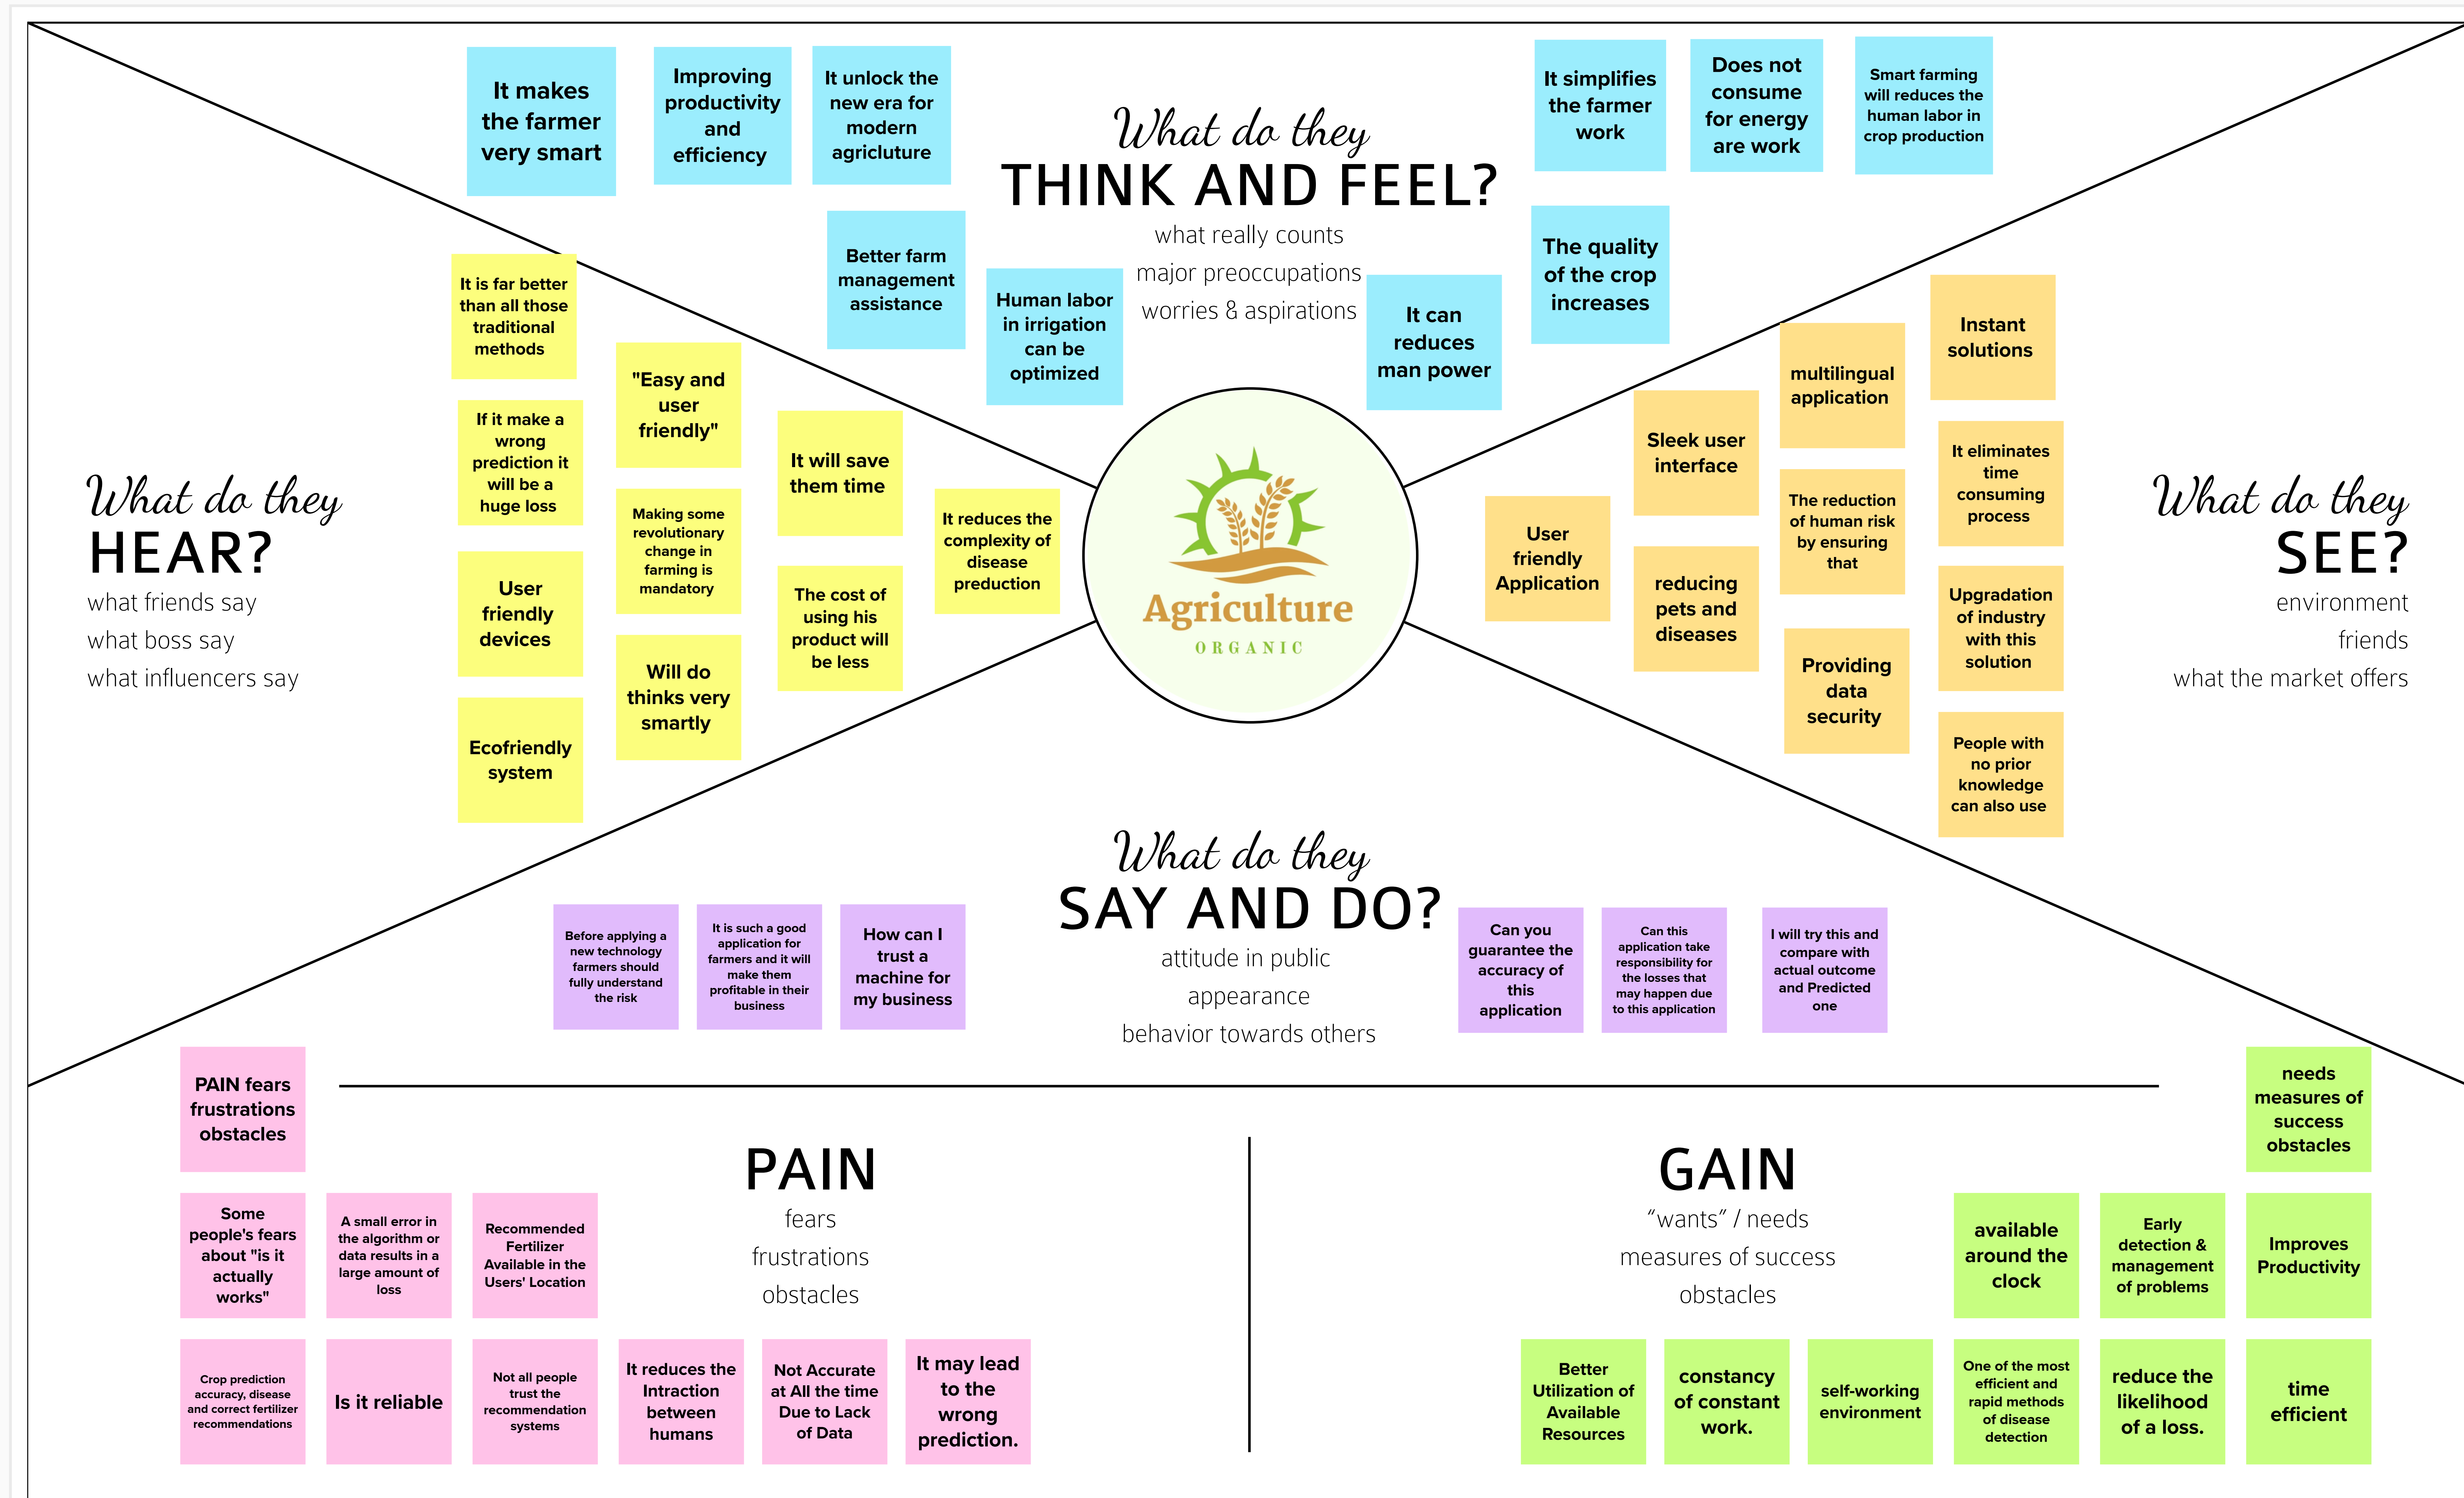 It makes
the farmer
very smart
Improving
productivity
and
efficiency
It unlock the
new era for
modern
agricluture
What do they
THINK AND FEEL?
what really counts
major preoccupations
worries & aspirations
It simplifies
the farmer
work
Does not
consume
for energy
are work
Smart farming
will reduces the
human labor in
crop production
Better farm
management
assistance
Human labor
in irrigation
can be
optimized
It can
reduces
man power
The quality
of the crop
increases
What do they
HEAR?
what friends say
what boss say
what influencers say
It is far better
than all those
traditional
methods
If it make a
wrong
prediction it
will be a
huge loss
User
friendly
devices
Ecofriendly
system
"Easy and
user
friendly"
Making some
revolutionary
change in
farming is
mandatory
Will do
thinks very
smartly
It will save
them time
The cost of
using his
product will
be less
It reduces the
complexity of
disease
preduction
Agriculture
ORGANIC
User
friendly
Application
Sleek user
interface
reducing
pets and
diseases
multilingual
application
The reduction
of human risk
by ensuring
that
Providing
data
security
Instant
solutions
It eliminates
time
consuming
process
Upgradation
of industry
with this
solution
People with
no prior
knowledge
can also use
What do they
SEE?
environment
friends
what the market offers
What do they
SAY AND DO?
attitude in public
appearance
behavior towards others
Before applying a
new technology
farmers should
fully understand
the risk
It is such a good
application for
farmers and it will
make them
profitable in their
business
How can I
trust a
machine for
my business
Can you
guarantee the
accuracy of
this
application
Can this
application take
responsibility for
the losses that
may happen due
to this application
I will try this and
compare with
actual outcome
and Predicted
one
PAIN fears
frustrations
obstacles
PAIN
fears
frustrations
obstacles
Some
people's fears
about "is it
actually
works"
A small error in
the algorithm or
data results in a
large amount of
loss
Recommended
Fertilizer
Available in the
Users' Location
Crop prediction
accuracy, disease
and correct fertilizer
recommendations
Is it reliable
Not all people
trust the
recommendation
systems
It reduces the
Intraction
between
humans
Not Accurate
at All the time
Due to Lack
of Data
It may lead
to the
wrong
prediction.
GAIN
“wants” / needs
measures of success
obstacles
needs
measures of
success
obstacles
available
around the
clock
Early
detection &
management
of problems
Improves
Productivity
Better
Utilization of
Available
Resources
constancy
of constant
work.
self-working
environment
One of the most
efficient and
rapid methods
of disease
detection
reduce the
likelihood
of a loss.
time
efficient